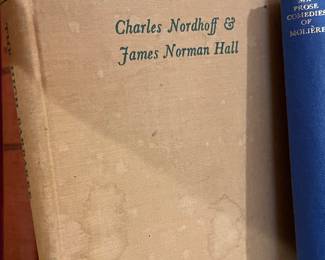 Charles Nordhoff &
James Norman Hall
PROSE
COMEDIES
OF
MOLIÈRE